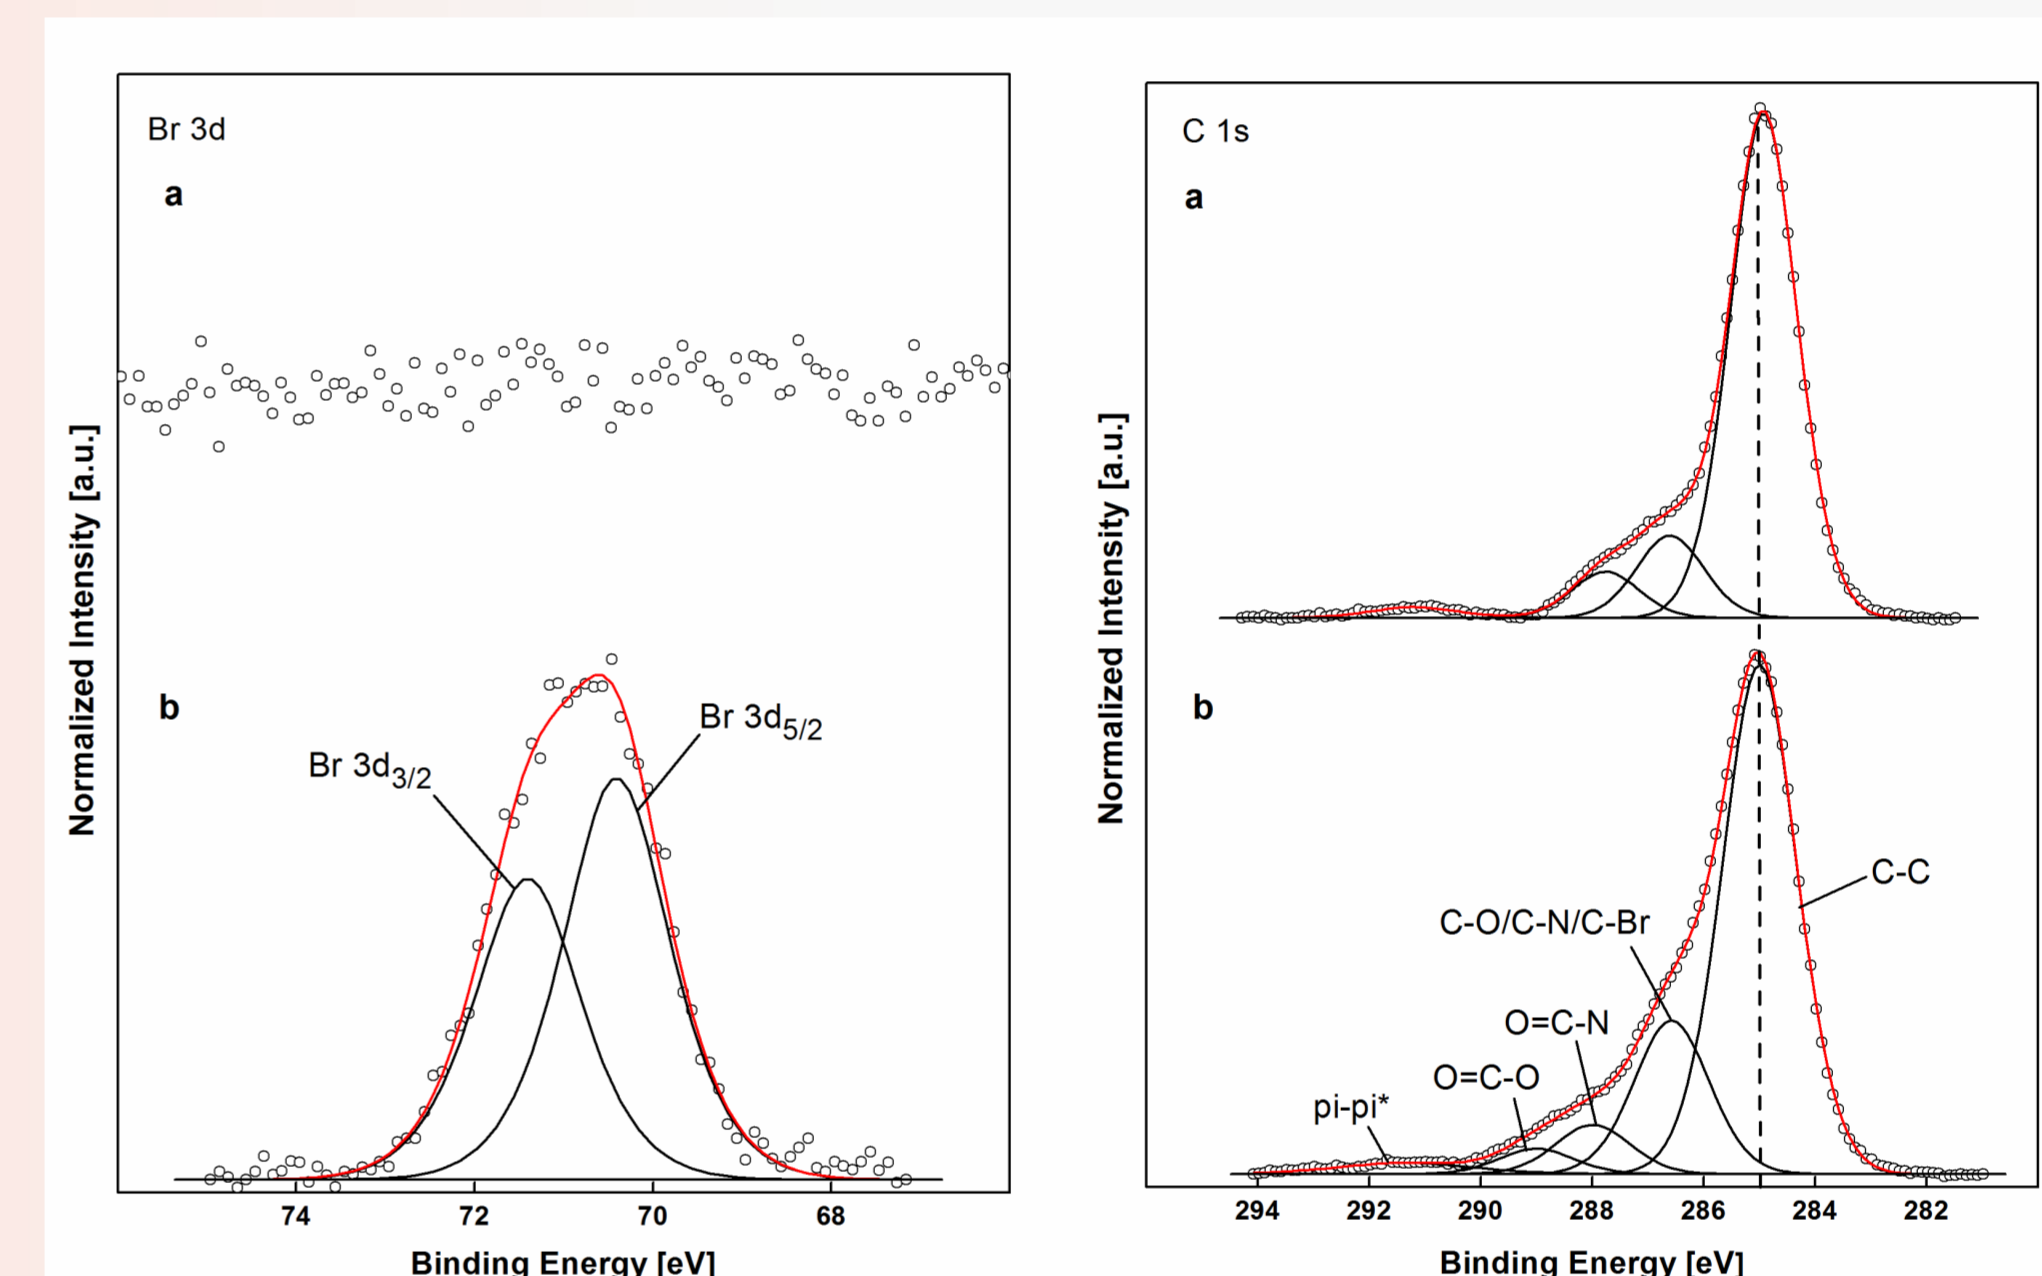 Br 3d
a
b
Br 3d5/2
Br 3d3/2
Normalized Intensity [a.u.]
74 72 70 68
Binding Energy [eV]
C 1s
a
b
C-C
C-O/C-N/C-Br
O=C-N
O=C-O
pi-pi*
Normalized Intensity [a.u.]
294 292 290 288 286 284 282
Binding Energy [eV]